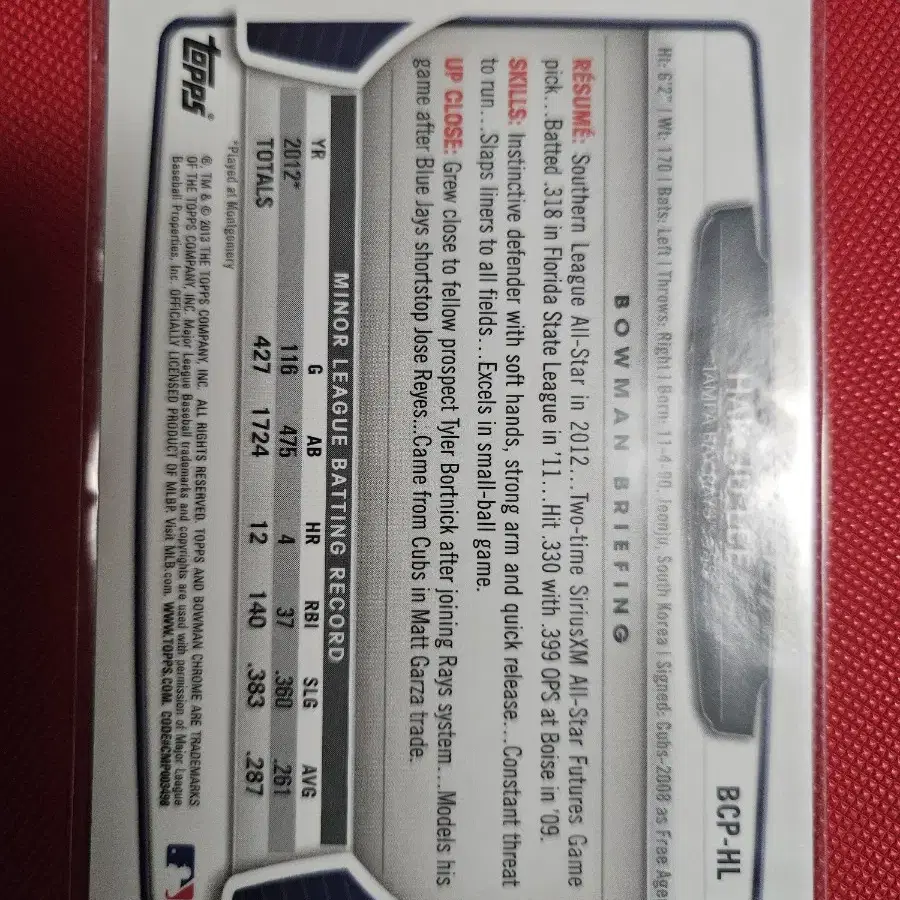 BCP-HL
HAK-JU LEE
TAMPA BAY RAYS
Ht: 6'2" | Wt: 170 | Bats: Left | Throws: Right | Born: 11-4-90, Jeonju, South Korea | Signed: Cubs-2008 as Free Age
BOWMAN BRIEFING
RÉSUMÉ: Southern League All-Star in 2012...Two-time SiriusXM All-Star Futures Game
pick...Batted .318 in Florida State League in '11...Hit .330 with .399 OPS at Boise in '09.
SKILLS: Instinctive defender with soft hands, strong arm and quick release...Constant threat
to run...Slaps liners to all fields...Excels in small-ball game.
UP CLOSE: Grew close to fellow prospect Tyler Bortnick after joining Rays system...Models his
game after Blue Jays shortstop Jose Reyes...Came from Cubs in Matt Garza trade.
MINOR LEAGUE BATTING RECORD
YR G AB HR RBI SLG AVG
2012* 116 475 4 37 .360 .261
TOTALS 427 1724 12 140 .383 .287
*Played at Montgomery
topps®
®, TM & © 2013 THE TOPPS COMPANY, INC. ALL RIGHTS RESERVED. TOPPS AND BOWMAN CHROME ARE TRADEMARKS
OF THE TOPPS COMPANY, INC. Major League Baseball trademarks and copyrights are used with permission of Major League
Baseball Properties, Inc. OFFICIALLY LICENSED PRODUCT OF MLBP. Visit MLB.com. WWW.TOPPS.COM. CODE#CMP003498